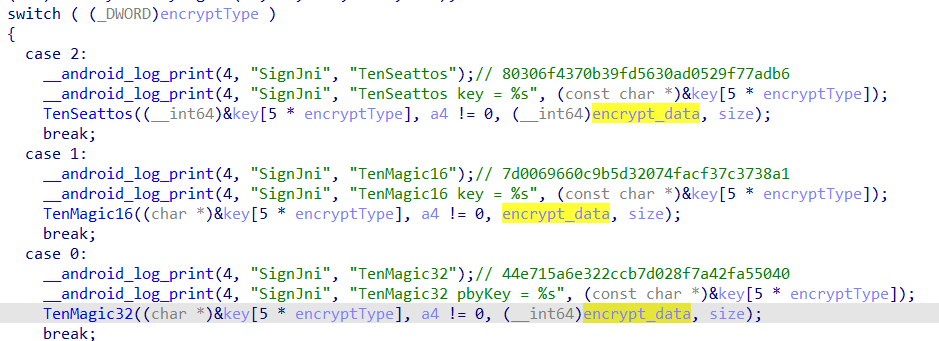 switch ( (_DWORD)encryptType )
{
case 2:
__android_log_print(4, "SignJni", "TenSeattos");// 80306f4370b39fd5630ad0529f77adb6
__android_log_print(4, "SignJni", "TenSeattos key = %s", (const char *)&key[5 * encryptType]);
TenSeattos((__int64)&key[5 * encryptType], a4 != 0, (__int64)encrypt_data, size);
break;
case 1:
__android_log_print(4, "SignJni", "TenMagic16");// 7d0069660c9b5d32074facf37c3738a1
__android_log_print(4, "SignJni", "TenMagic16 key = %s", (const char *)&key[5 * encryptType]);
TenMagic16((char *)&key[5 * encryptType], a4 != 0, encrypt_data, size);
break;
case 0:
__android_log_print(4, "SignJni", "TenMagic32");// 44e715a6e322ccb7d028f7a42fa55040
__android_log_print(4, "SignJni", "TenMagic32 pbyKey = %s", (const char *)&key[5 * encryptType]);
TenMagic32((char *)&key[5 * encryptType], a4 != 0, (__int64)encrypt_data, size);
break;